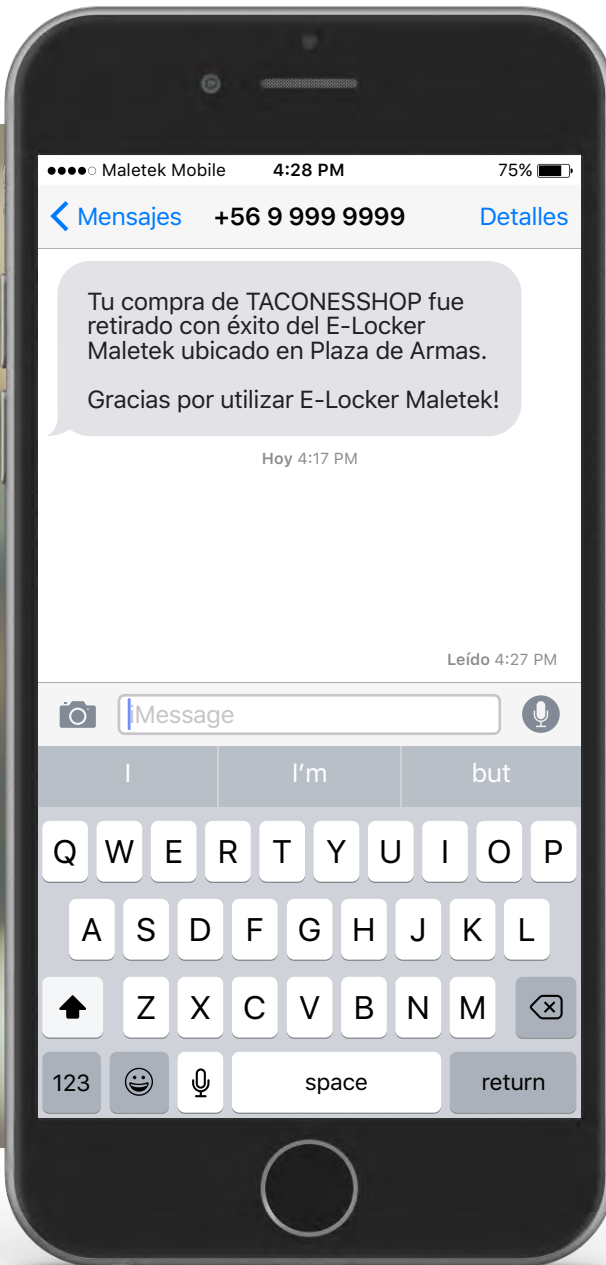 Maletek Mobile 4:28 PM 75%
Mensajes +56 9 999 9999 Detalles
Tu compra de TACONESSHOP fue
retirado con éxito del E-Locker
Maletek ubicado en Plaza de Armas.
Gracias por utilizar E-Locker Maletek!
Hoy 4:17 PM
Leído 4:27 PM
iMessage
I I'm but
Q W E R T Y U I O P
A S D F G H J K L
Z X C V B N M
123 space return